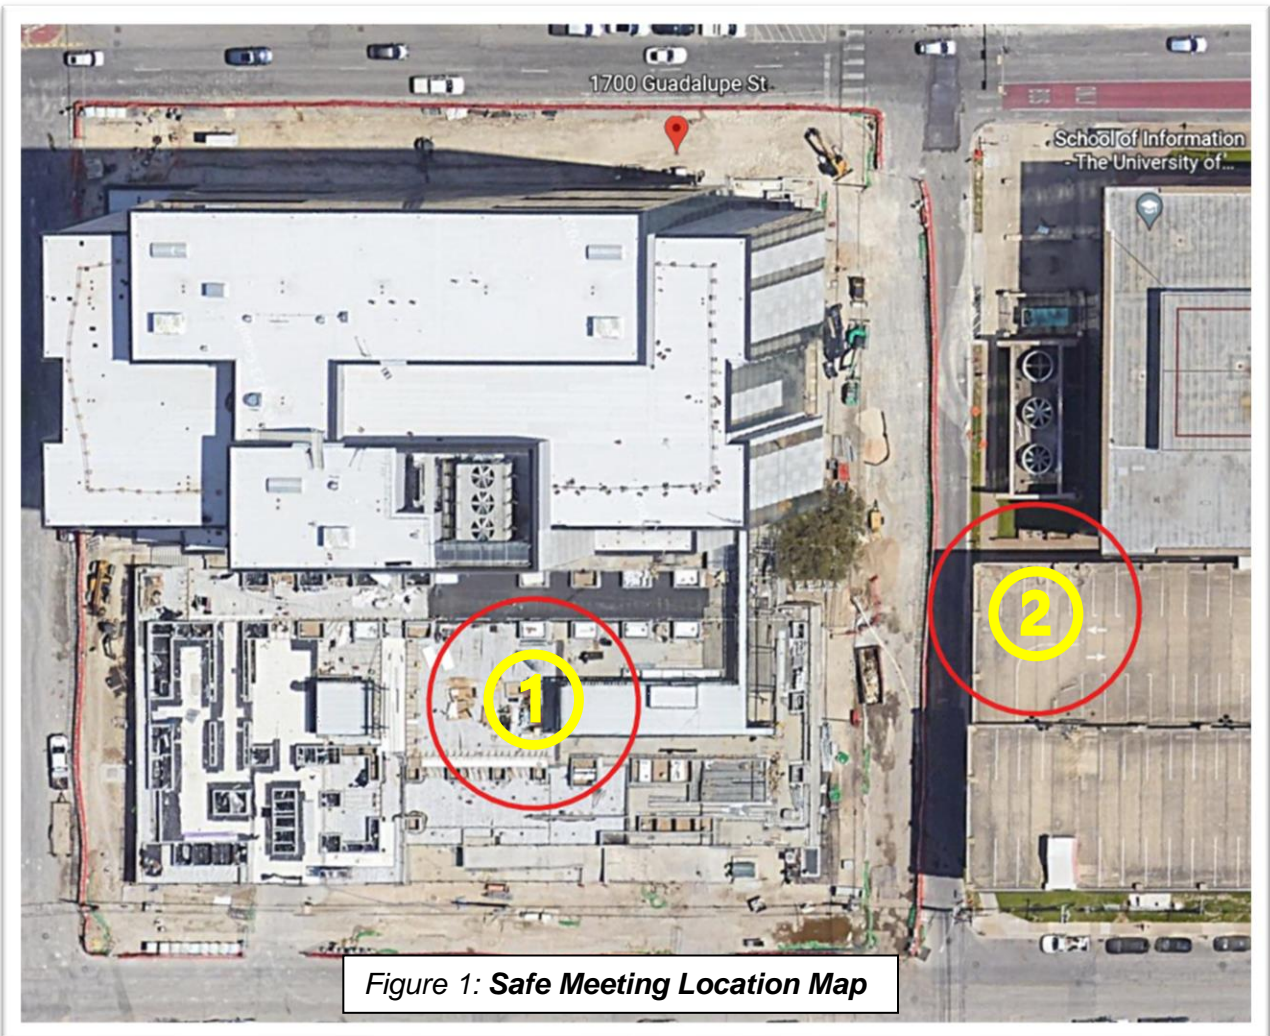 1700 Guadalupe St
School of Information
- The University of...
1
2
Figure 1: Safe Meeting Location Map